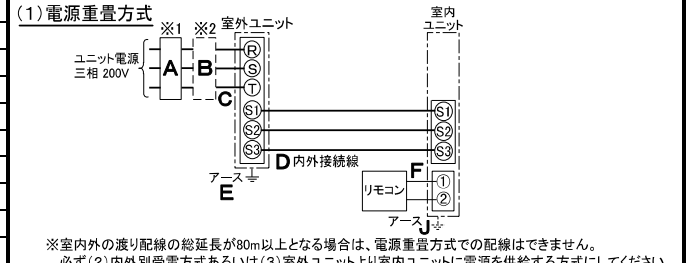 (1)電源重畳方式
※1 ※2 室外ユニット
室内
ユニット
ユニット電源
三相 200V
A B
C
R
S
T
S1
S2
S3
S1
S2
S3
D 内外接続線
アース
E
F
リモコン
①
②
アース J
※室内外の渡り配線の総延長が80m以上となる場合は、電源重畳方式での配線はできません。
必ず(2)内外別受電方式あるいは(3)室外ユニットより室内ユニットに電源を供給する方式にしてください